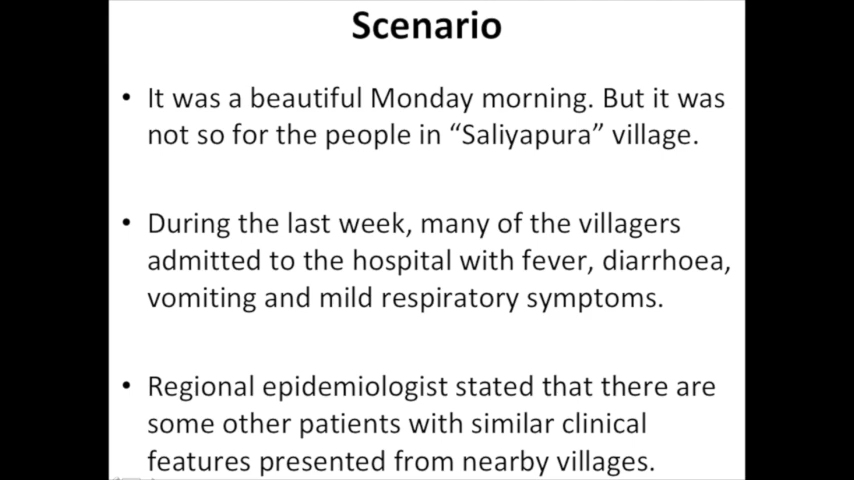 Scenario
• It was a beautiful Monday morning. But it was
not so for the people in “Saliyapura” village.
• During the last week, many of the villagers
admitted to the hospital with fever, diarrhoea,
vomiting and mild respiratory symptoms.
• Regional epidemiologist stated that there are
some other patients with similar clinical
features presented from nearby villages.